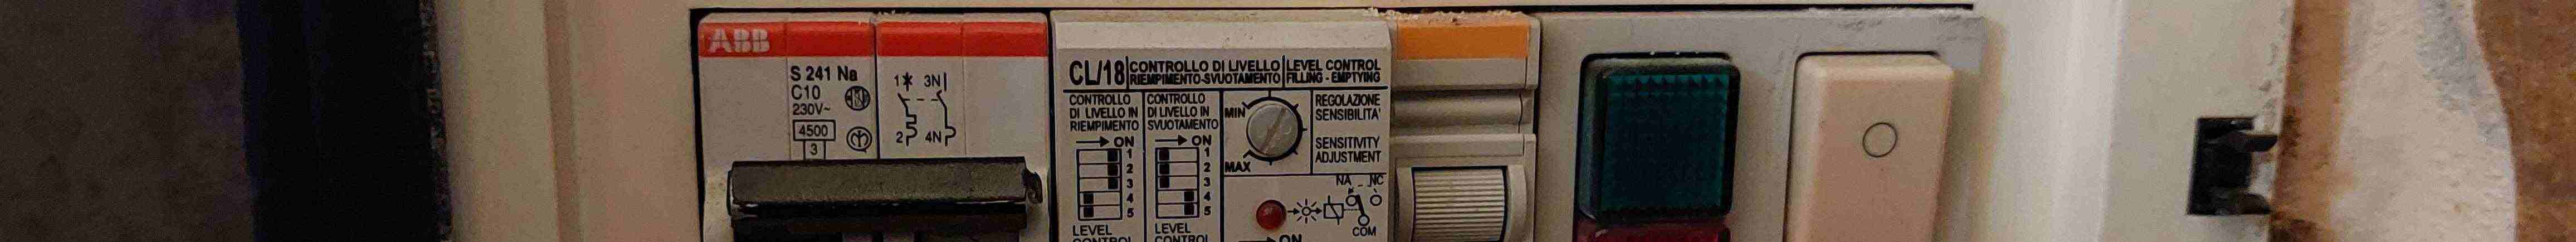 ABB
S 241 Na
C10
230V~
4500
3
1 3N
2 4N
CL/18
CONTROLLO DI LIVELLO
RIEMPIMENTO-SVUOTAMENTO
LEVEL CONTROL
FILLING - EMPTYING
CONTROLLO
DI LIVELLO IN
RIEMPIMENTO
ON
1
2
3
4
5
LEVEL
CONTROL
CONTROLLO
DI LIVELLO IN
SVUOTAMENTO
ON
1
2
3
4
5
LEVEL
CONTROL
MIN
MAX
REGOLAZIONE
SENSIBILITA'
SENSITIVITY
ADJUSTMENT
NA NC
COM
ON